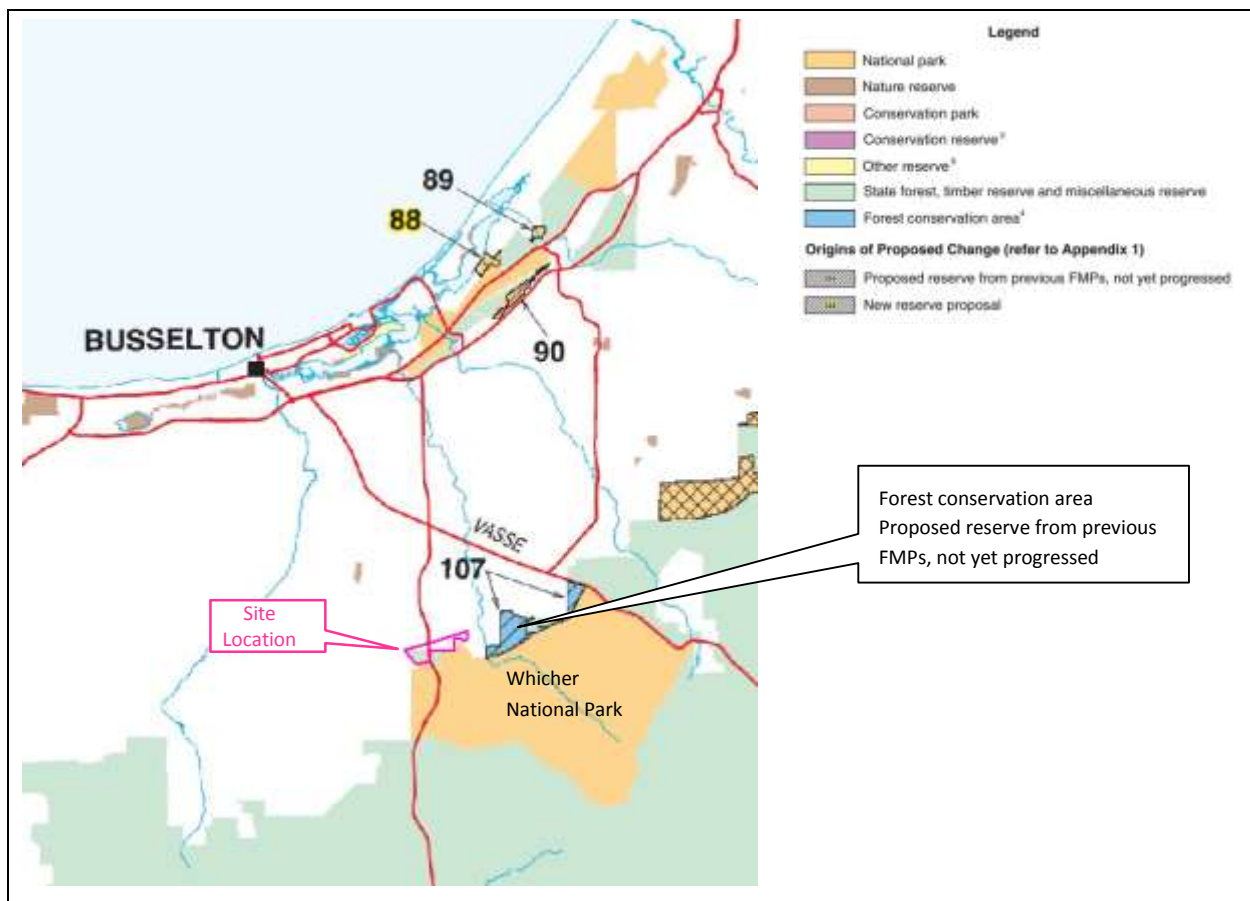 Legend
National park
Nature reserve
Conservation park
Conservation reserve
Other reserve
State forest, timber reserve and miscellaneous reserve
Forest conservation area
Origins of Proposed Change (refer to Appendix 1)
Proposed reserve from previous FMPs, not yet progressed
New reserve proposal
89
88
BUSSELTON
90
VASSE
107
Forest conservation area
Proposed reserve from previous
FMPs, not yet progressed
Site
Location
Whicher
National Park